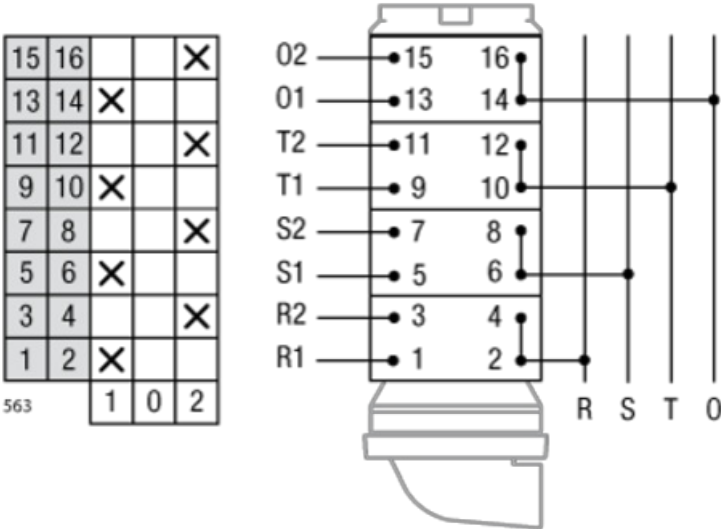 15 16 X
13 14 X
11 12 X
9 10 X
7 8 X
5 6 X
3 4 X
1 2 X
563 1 0 2
O2 15 16
O1 13 14
T2 11 12
T1 9 10
S2 7 8
S1 5 6
R2 3 4
R1 1 2
R S T O